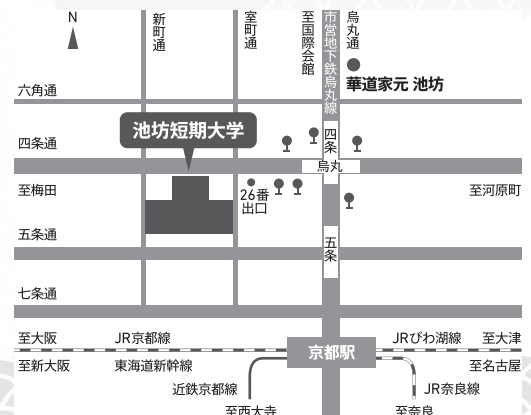 N
新町通
室町通
至国際会館
市営地下鉄烏丸線
烏丸通
華道家元 池坊
六角通
池坊短期大学
四条通
四条
烏丸
至梅田
26番
出口
至河原町
五条通
五条
七条通
至大阪
JR京都線
JRびわ湖線
至大津
京都駅
至新大阪
東海道新幹線
至名古屋
近鉄京都線
JR奈良線
至西大寺
至奈良